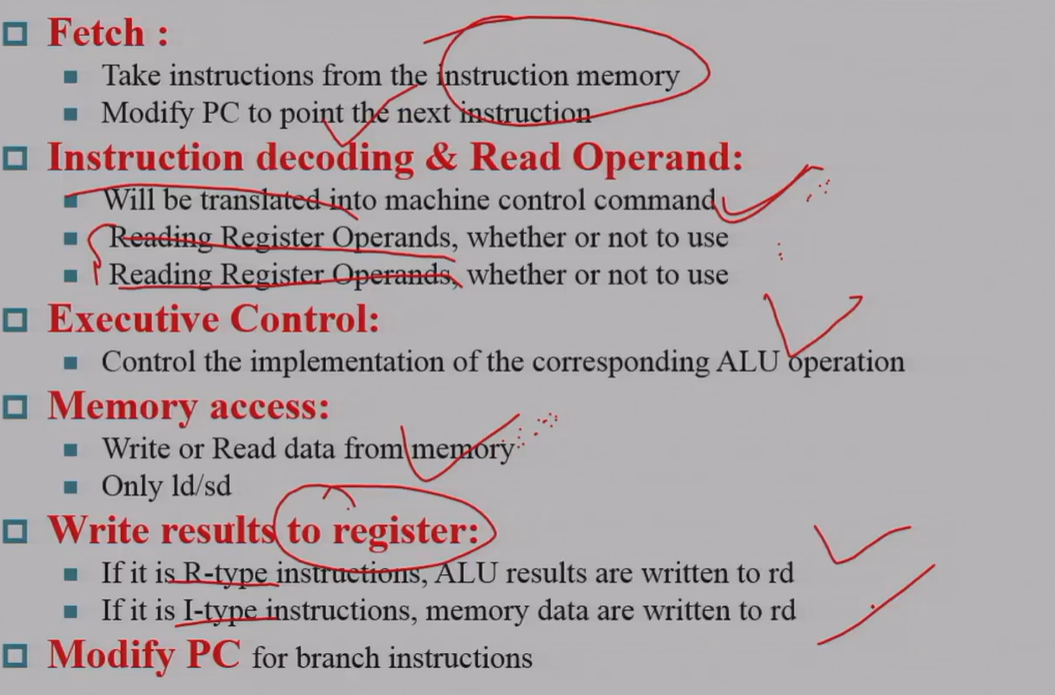 Fetch :
Take instructions from the instruction memory
Modify PC to point the next instruction
Instruction decoding & Read Operand:
Will be translated into machine control command
Reading Register Operands, whether or not to use
Reading Register Operands, whether or not to use
Executive Control:
Control the implementation of the corresponding ALU operation
Memory access:
Write or Read data from memory
Only ld/sd
Write results to register:
If it is R-type instructions, ALU results are written to rd
If it is I-type instructions, memory data are written to rd
Modify PC for branch instructions